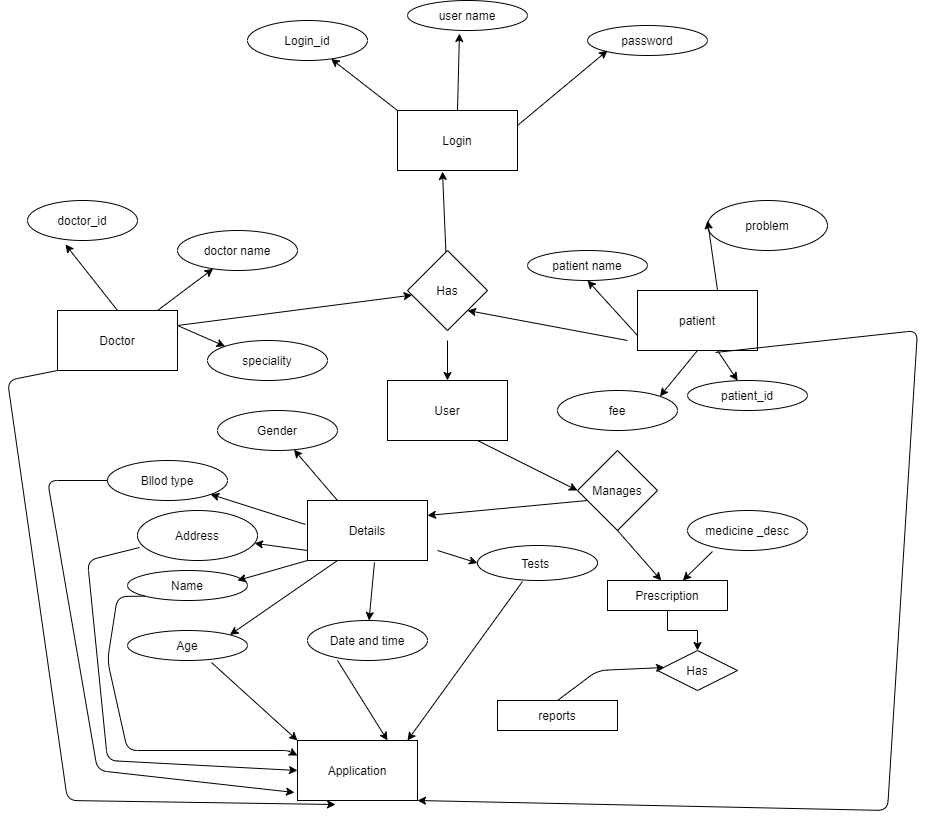 user name
Login_id
password
Login
doctor_id
doctor name
problem
patient name
Has
patient
Doctor
speciality
patient_id
fee
User
Gender
Bllod type
Manages
Details
medicine _desc
Address
Tests
Name
Prescription
Age
Date and time
Has
reports
Application